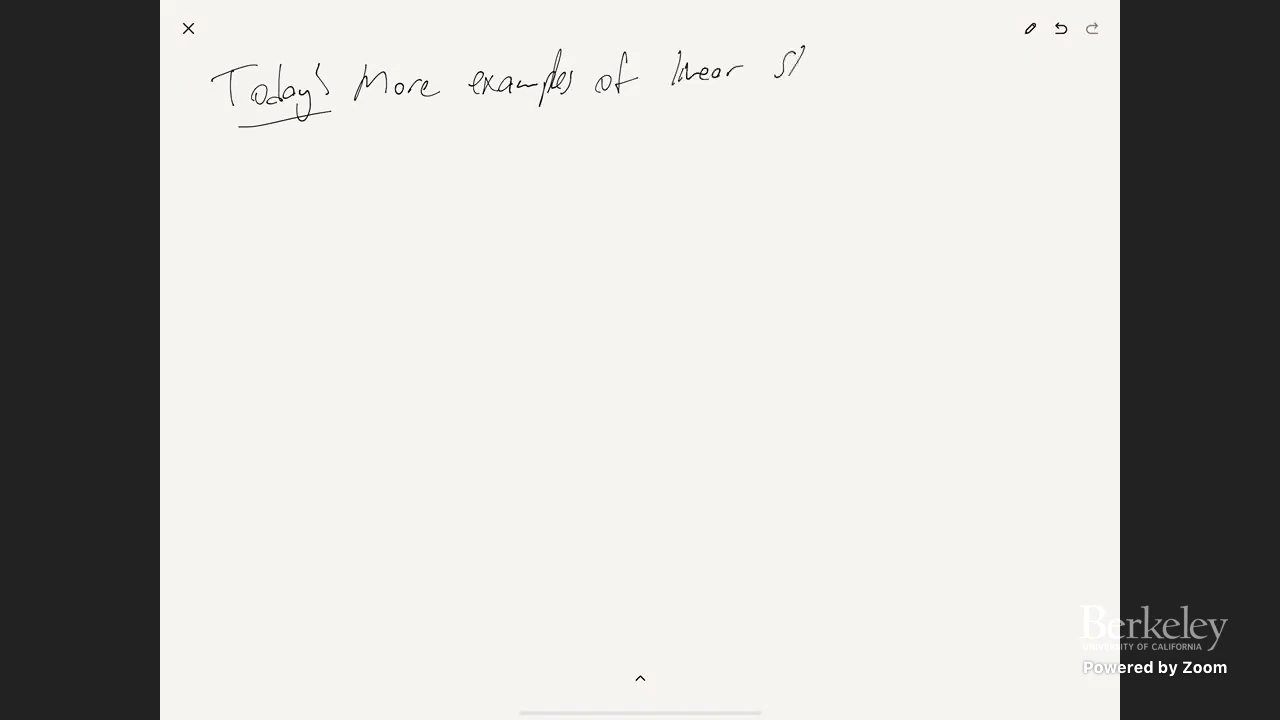 Today: More examples of linear
Berkeley
UNIVERSITY OF CALIFORNIA
Powered by Zoom